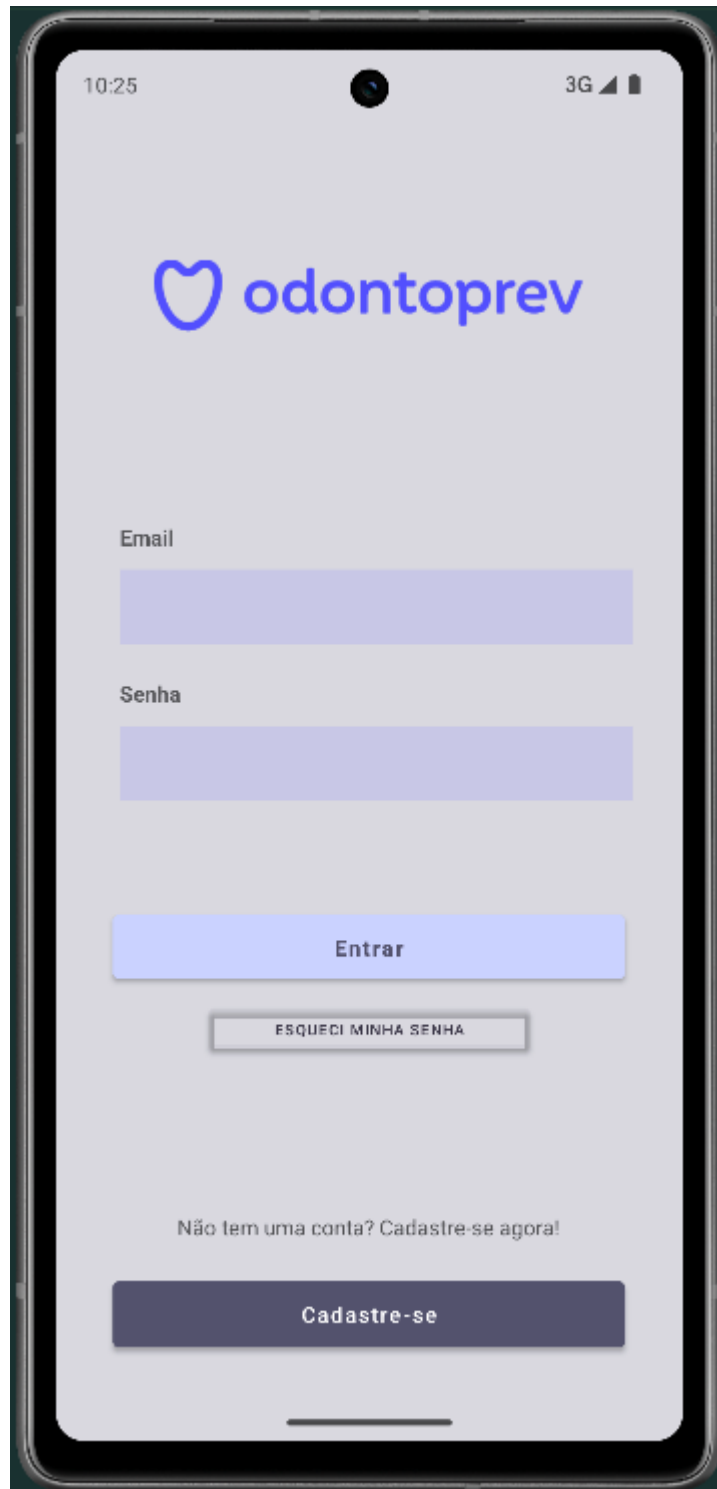 10:25
3G
odontoprev
Email
Senha
Entrar
ESQUECI MINHA SENHA
Não tem uma conta? Cadastre-se agora!
Cadastre-se